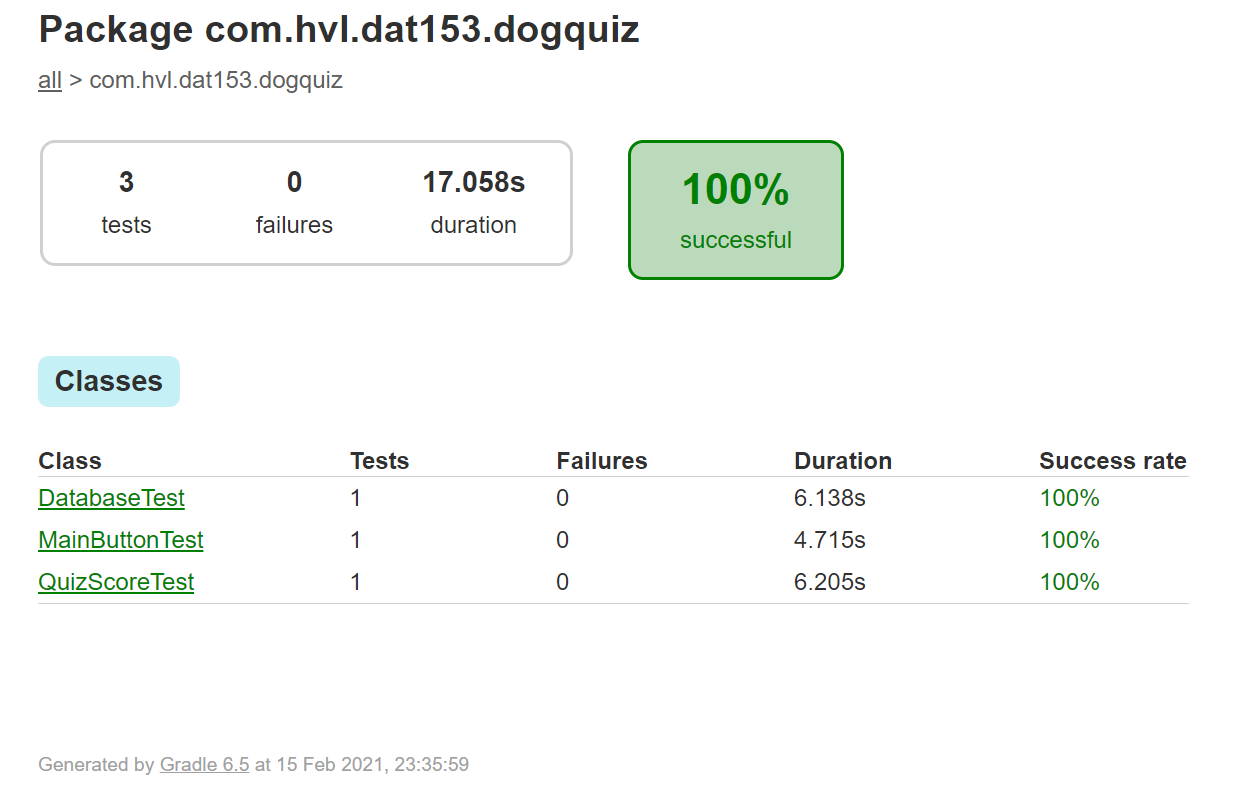 Package com.hvl.dat153.dogquiz
all > com.hvl.dat153.dogquiz
3 0 17.058s
tests failures duration
100%
successful
Classes
Class Tests Failures Duration Success rate
DatabaseTest 1 0 6.138s 100%
MainButtonTest 1 0 4.715s 100%
QuizScoreTest 1 0 6.205s 100%
Generated by Gradle 6.5 at 15 Feb 2021, 23:35:59